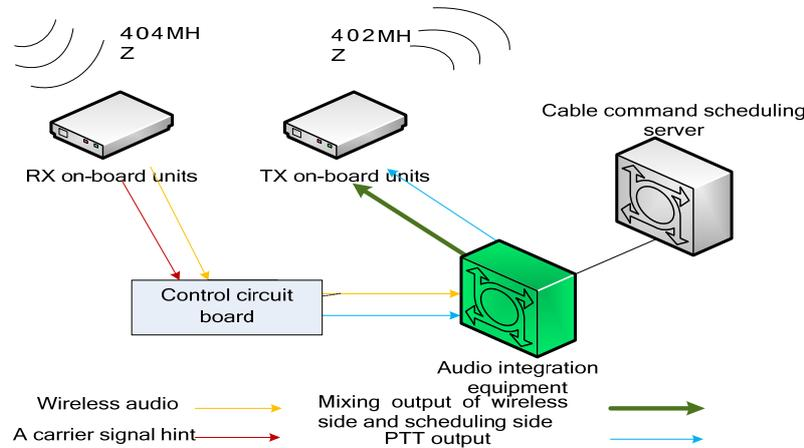 404MH
Z
402MH
Z
Cable command scheduling
server
RX on-board units
TX on-board units
Control circuit
board
Audio integration
equipment
Wireless audio
Mixing output of wireless
side and scheduling side
A carrier signal hint
PTT output